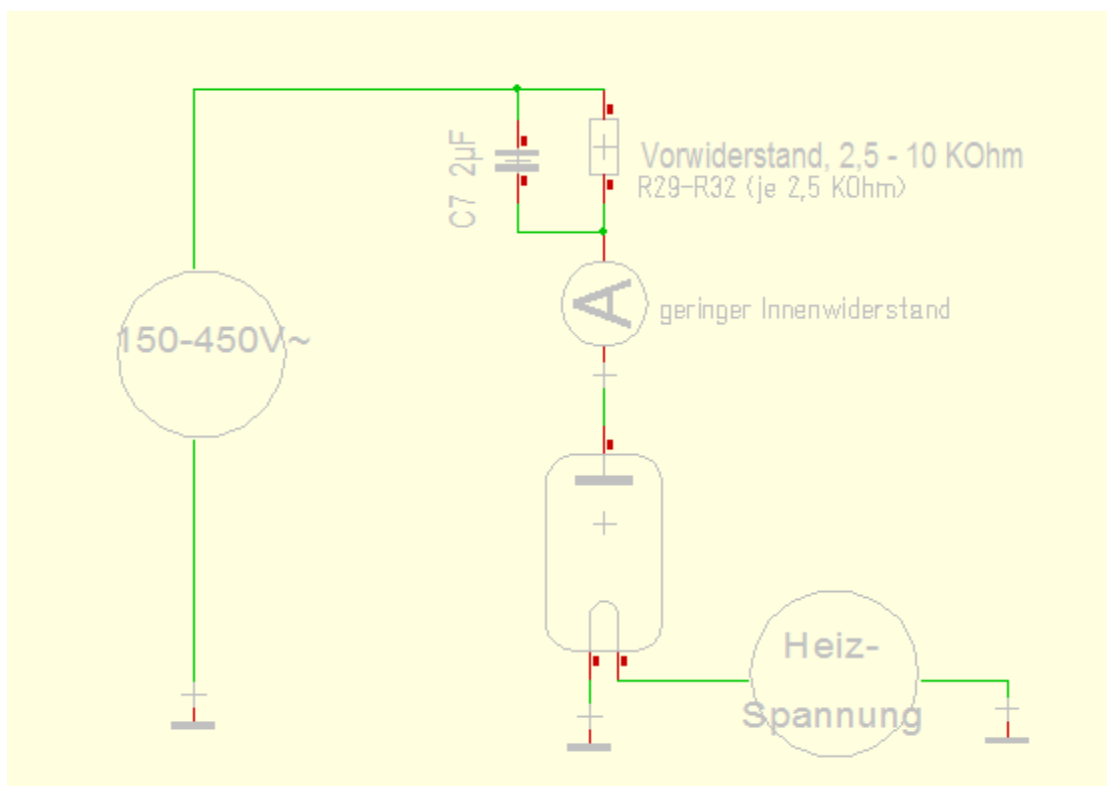 C7 2µF
Vorwiderstand, 2,5 - 10 KOhm
R29-R32 (je 2,5 KOhm)
150-450V~
A
geringer Innenwiderstand
Heiz-
Spannung